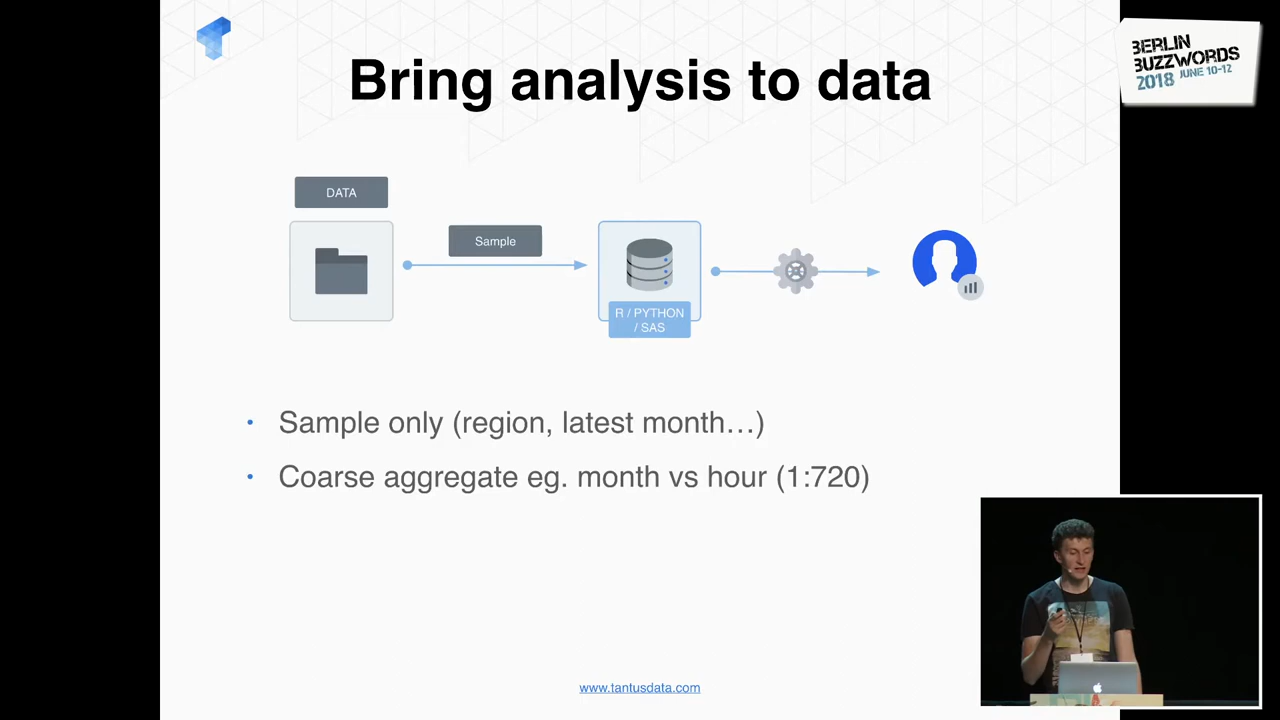 BERLIN
BUZZWORDS
2018 JUNE 10-12
Bring analysis to data
DATA
Sample
R / PYTHON
/ SAS
• Sample only (region, latest month…)
• Coarse aggregate eg. month vs hour (1:720)
www.tantusdata.com